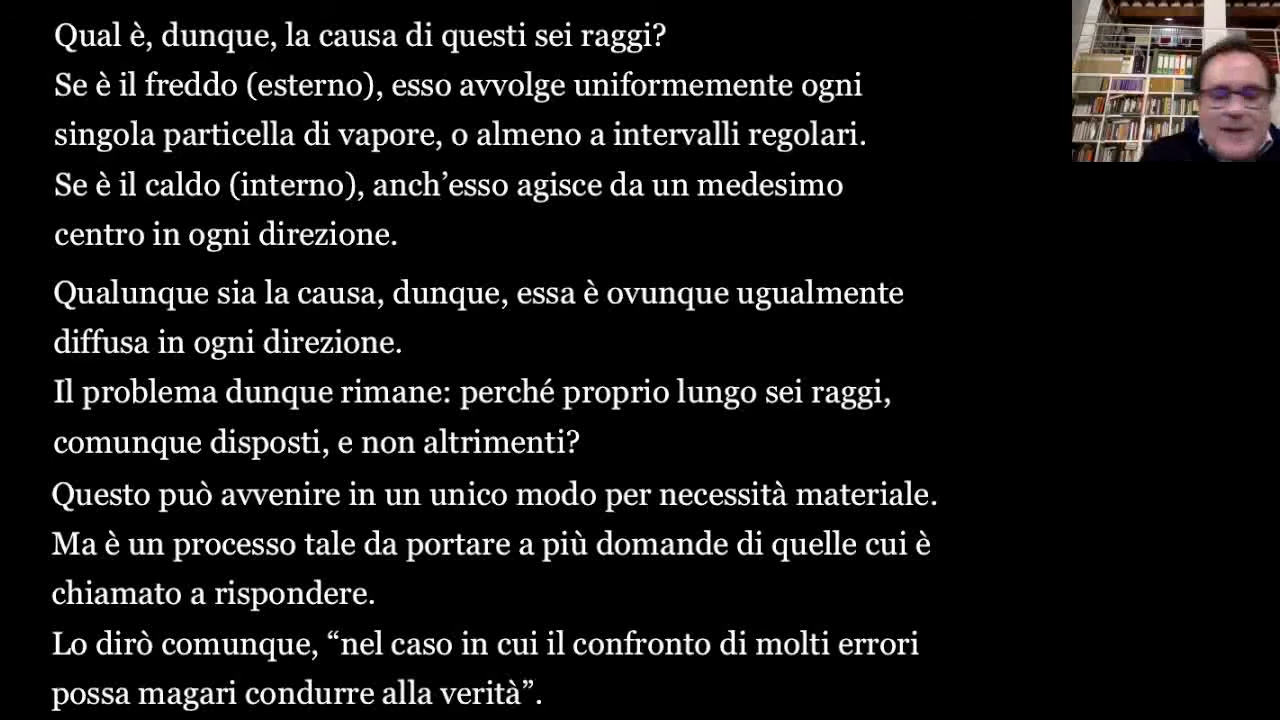 Qual è, dunque, la causa di questi sei raggi?
Se è il freddo (esterno), esso avvolge uniformemente ogni
singola particella di vapore, o almeno a intervalli regolari.
Se è il caldo (interno), anch’esso agisce da un medesimo
centro in ogni direzione.
Qualunque sia la causa, dunque, essa è ovunque ugualmente
diffusa in ogni direzione.
Il problema dunque rimane: perché proprio lungo sei raggi,
comunque disposti, e non altrimenti?
Questo può avvenire in un unico modo per necessità materiale.
Ma è un processo tale da portare a più domande di quelle cui è
chiamato a rispondere.
Lo dirò comunque, “nel caso in cui il confronto di molti errori
possa magari condurre alla verità”.